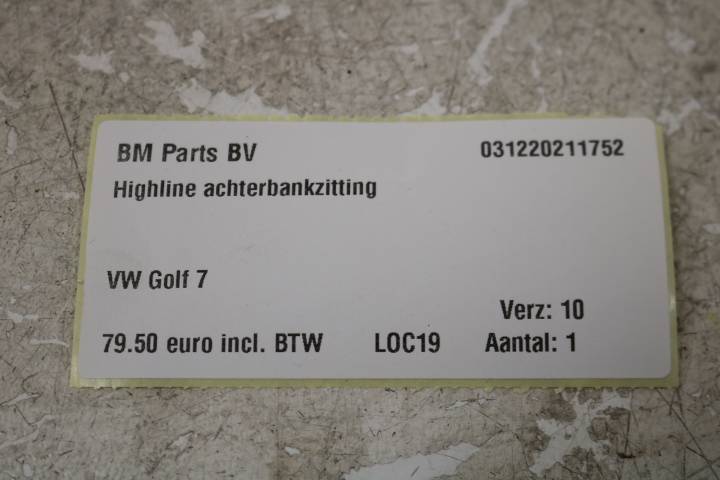 BM Parts BV 031220211752
Highline achterbankzitting
VW Golf 7
Verz: 10
79.50 euro incl. BTW LOC19 Aantal: 1